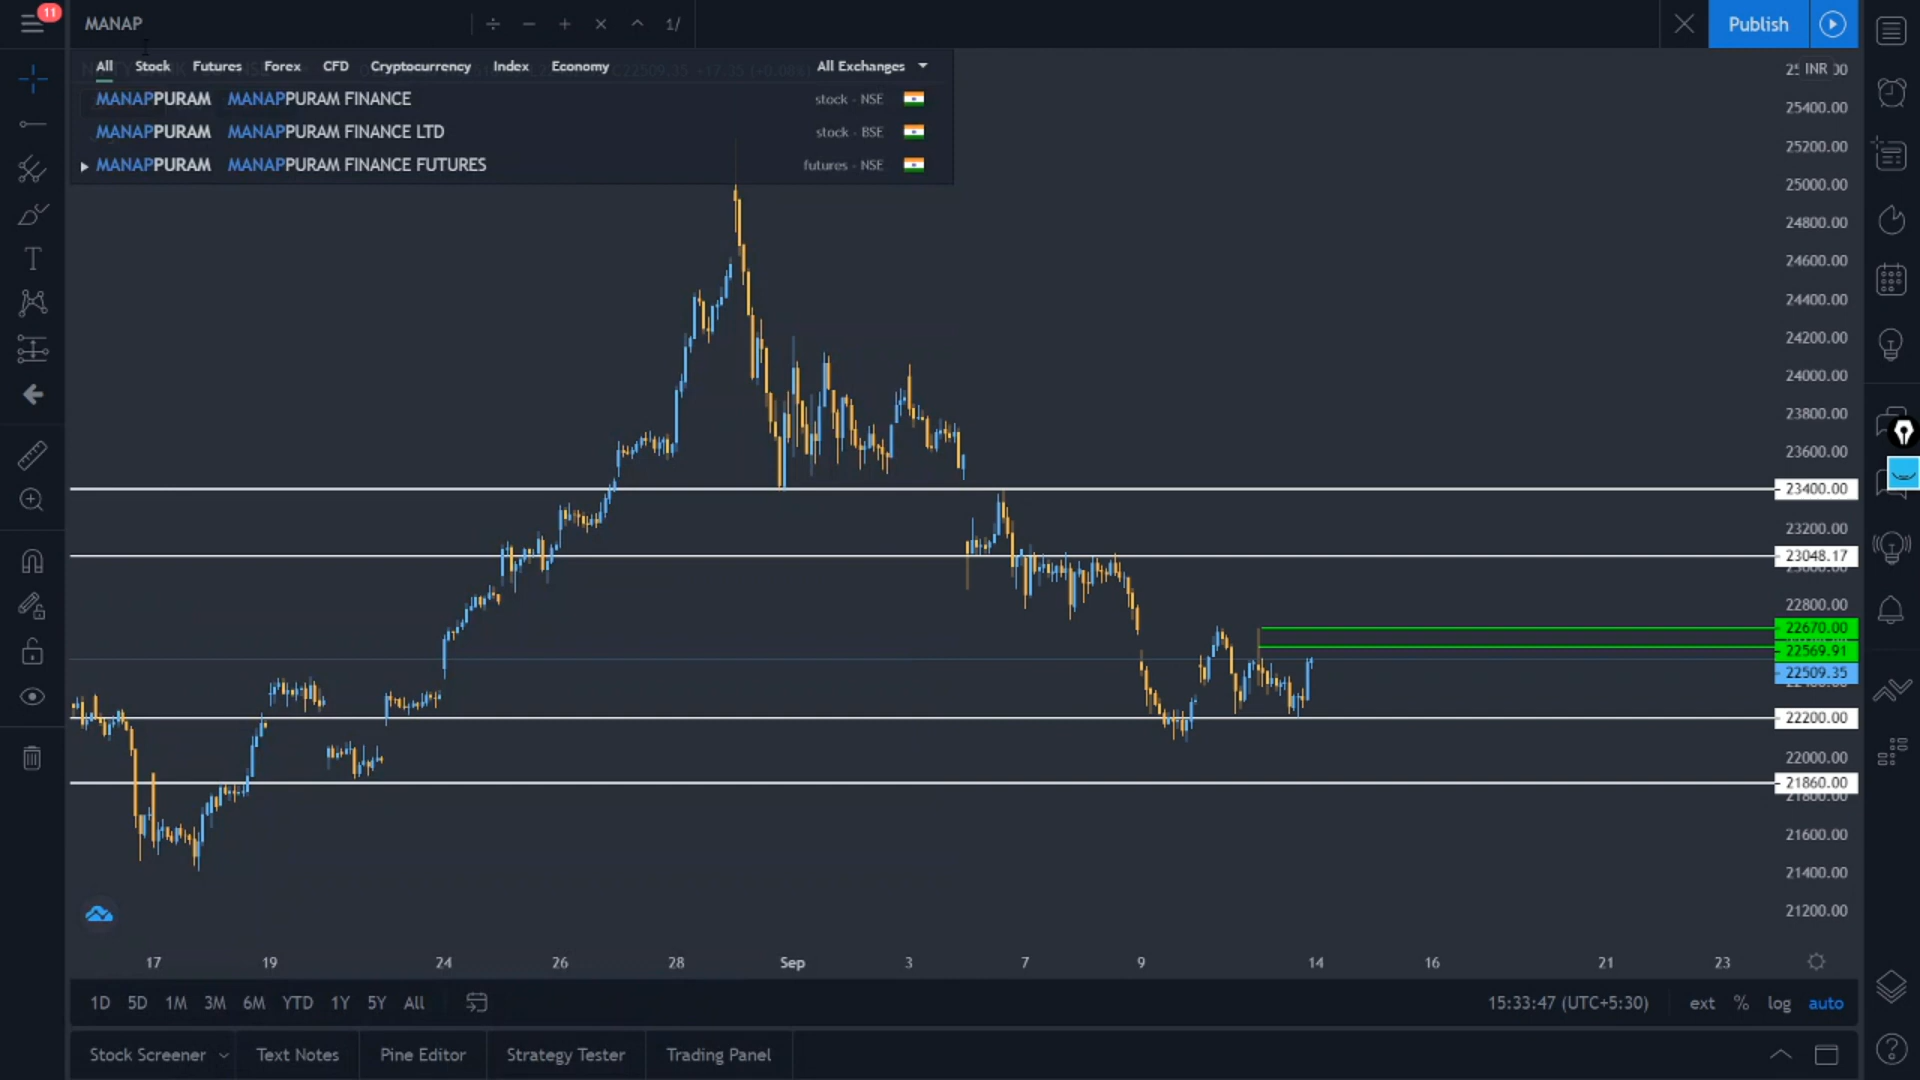 11
MANAP
1/
Publish
All Stock Futures Forex CFD Cryptocurrency Index Economy All Exchanges
MANAPPURAM MANAPPURAM FINANCE stock - NSE
MANAPPURAM MANAPPURAM FINANCE LTD stock - BSE
MANAPPURAM MANAPPURAM FINANCE FUTURES futures - NSE
INR
25400.00
25200.00
25000.00
24800.00
24600.00
24400.00
24200.00
24000.00
23800.00
23600.00
23400.00
23200.00
23048.17
22800.00
22670.00
22569.91
22509.35
22200.00
22000.00
21860.00
21800.00
21600.00
21400.00
21200.00
17 19 24 26 28 Sep 3 7 9 14 16 21 23
1D 5D 1M 3M 6M YTD 1Y 5Y All 15:33:47 (UTC+5:30) ext % log auto
Stock Screener Text Notes Pine Editor Strategy Tester Trading Panel